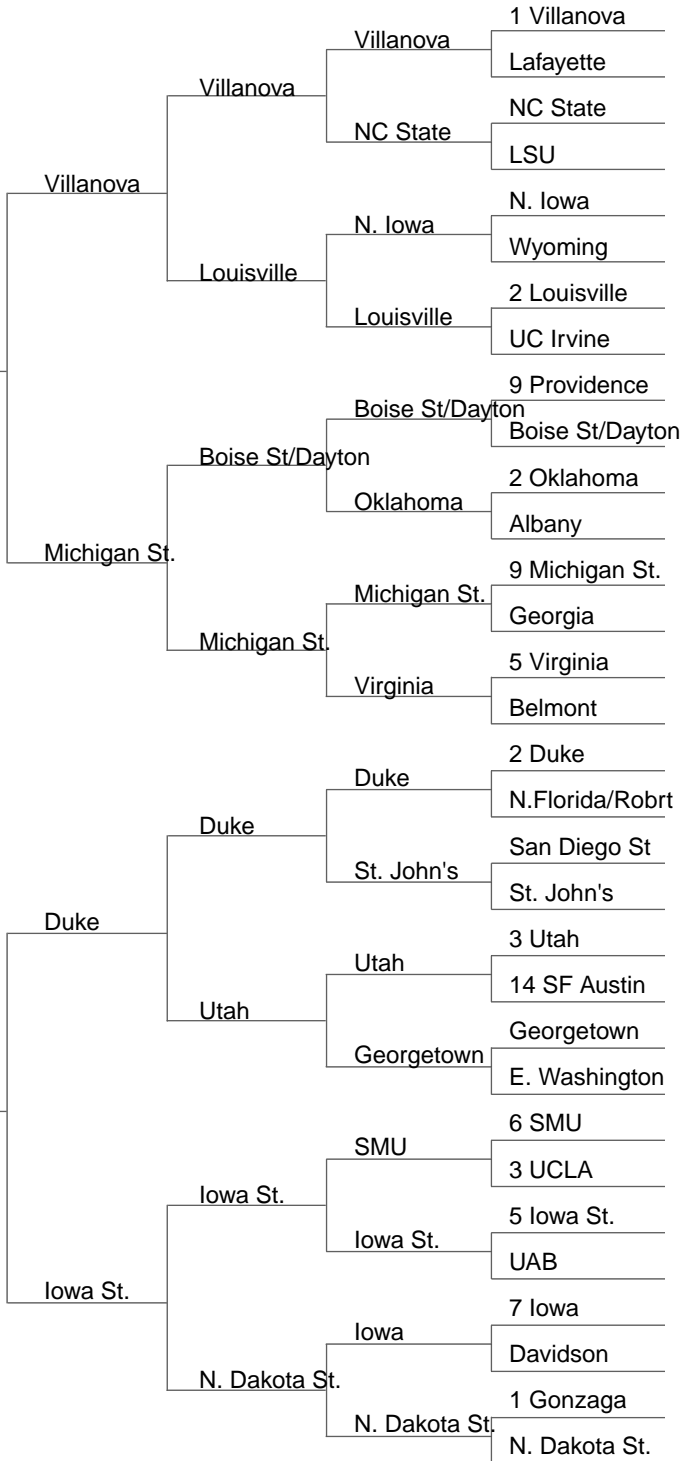 1 Villanova
Villanova
Lafayette
Villanova
NC State
NC State
LSU
Villanova
N. Iowa
N. Iowa
Wyoming
Louisville
2 Louisville
Louisville
UC Irvine
9 Providence
Boise St/Dayton
Boise St/Dayton
Boise St/Dayton
2 Oklahoma
Oklahoma
Albany
Michigan St.
9 Michigan St.
Michigan St.
Georgia
Michigan St.
5 Virginia
Virginia
Belmont
2 Duke
Duke
N.Florida/Robrt
Duke
San Diego St
St. John's
St. John's
Duke
3 Utah
Utah
14 SF Austin
Utah
Georgetown
Georgetown
E. Washington
6 SMU
SMU
3 UCLA
Iowa St.
5 Iowa St.
Iowa St.
UAB
Iowa St.
7 Iowa
Iowa
Davidson
N. Dakota St.
1 Gonzaga
N. Dakota St.
N. Dakota St.